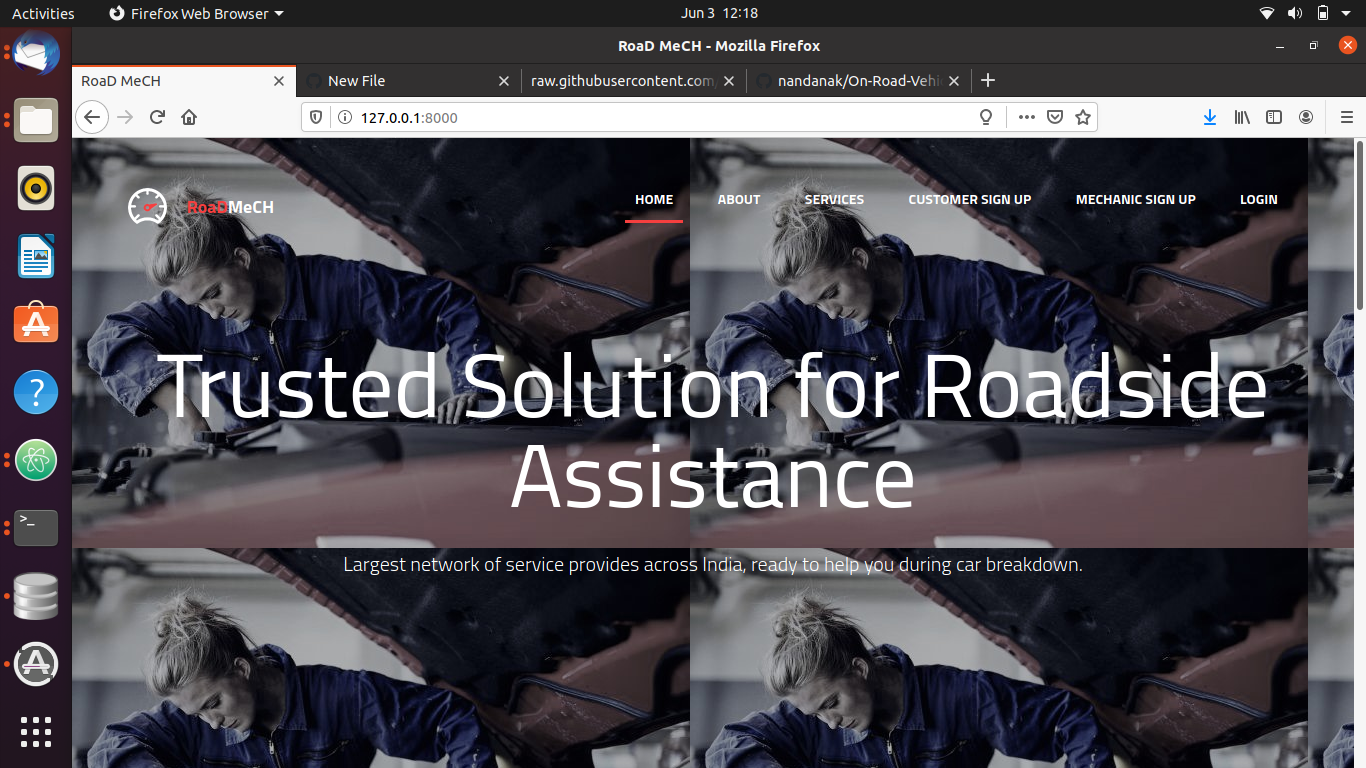 Activities Firefox Web Browser Jun 3 12:18
RoaD MeCH - Mozilla Firefox
RoaD MeCH New File raw.githubusercontent.com/ nandanak/On-Road-Vehi
127.0.0.1:8000
RoaDMeCH HOME ABOUT SERVICES CUSTOMER SIGN UP MECHANIC SIGN UP LOGIN
Trusted Solution for Roadside
Assistance
Largest network of service provides across India, ready to help you during car breakdown.